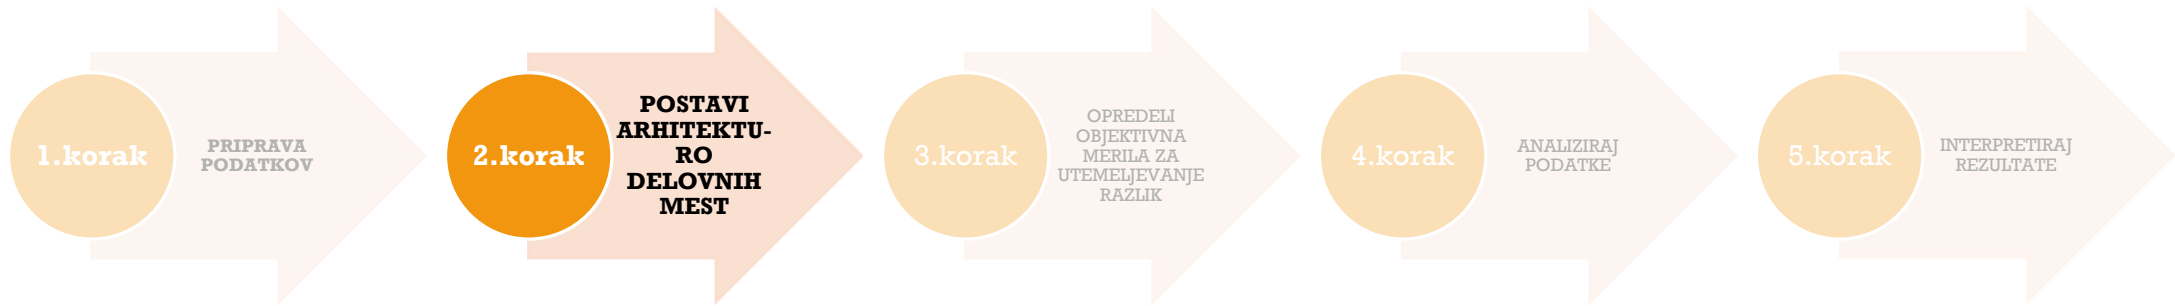 1.korak
PRIPRAVA
PODATKOV
2.korak
POSTAVI
ARHITEKTU-
RO
DELOVNIH
MEST
3.korak
OPREDELI
OBJEKTIVNA
MERILA ZA
UTEMELJEVANJE
RAZLIK
4.korak
ANALIZIRAJ
PODATKE
5.korak
INTERPRETIRAJ
REZULTATE